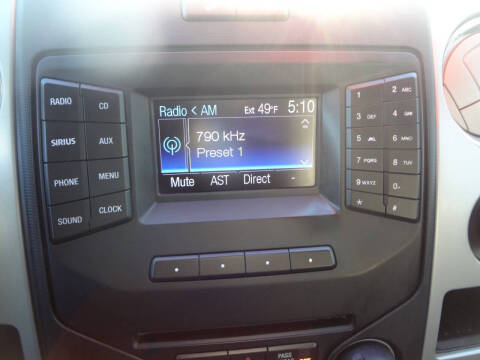 RADIO CD
SIRIUS AUX
PHONE MENU
SOUND CLOCK
Radio < AM Ext 49°F 5:10
790 kHz
Preset 1
Mute AST Direct -
1 2 ABC
3 DEF 4 GHI
5 JKL 6 MNO
7 PQRS 8 TUV
9 WXYZ 0
* #
PASS